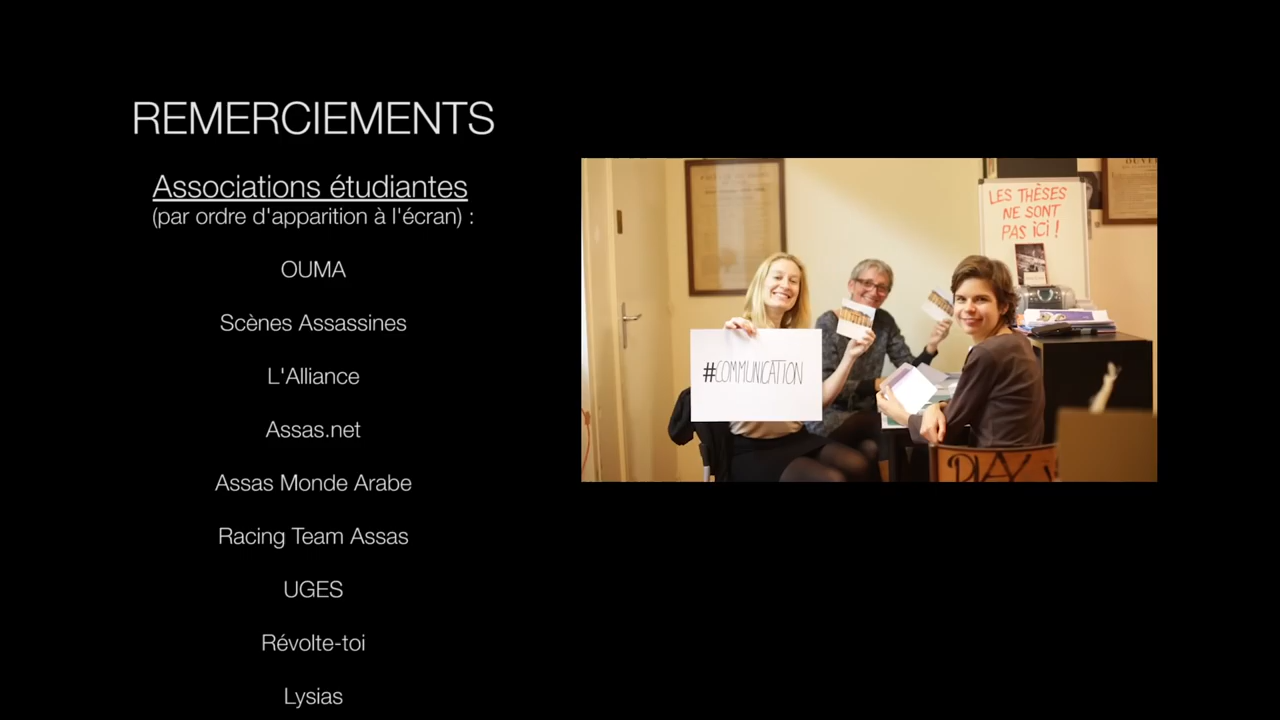 REMERCIEMENTS
Associations étudiantes
(par ordre d'apparition à l'écran) :
OUMA
Scènes Assassines
L'Alliance
Assas.net
Assas Monde Arabe
Racing Team Assas
UGES
Révolte-toi
Lysias
LES THÈSES
NE SONT
PAS iCi !
#COMMUNICATION